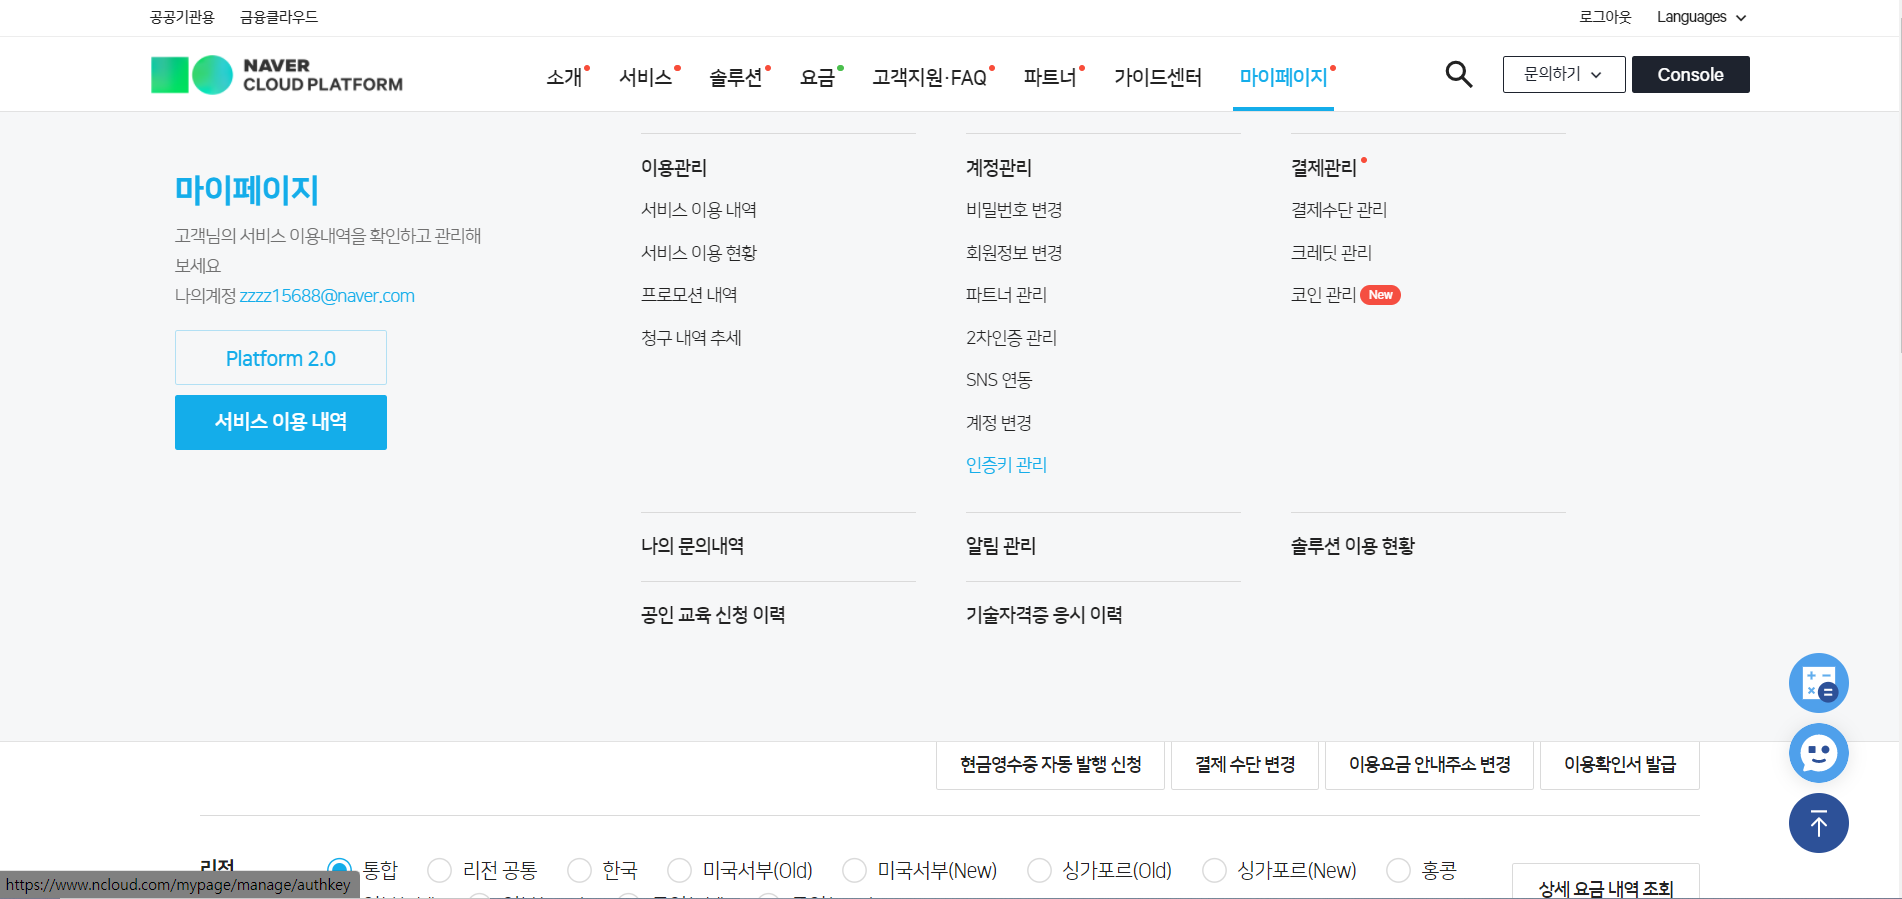 공공기관용 금융클라우드 로그아웃 Languages
NAVER
CLOUD PLATFORM
소개 서비스 솔루션 요금 고객지원·FAQ 파트너 가이드센터 마이페이지 문의하기 Console
마이페이지
고객님의 서비스 이용내역을 확인하고 관리해
보세요
나의계정 zzzz15688@naver.com
Platform 2.0
서비스 이용 내역
이용관리
서비스 이용 내역
서비스 이용 현황
프로모션 내역
청구 내역 추세
계정관리
비밀번호 변경
회원정보 변경
파트너 관리
2차인증 관리
SNS 연동
계정 변경
인증키 관리
결제관리
결제수단 관리
크레딧 관리
코인 관리 New
나의 문의내역 알림 관리 솔루션 이용 현황
공인 교육 신청 이력 기술자격증 응시 이력
현금영수증 자동 발행 신청 결제 수단 변경 이용요금 안내주소 변경 이용확인서 발급
리전 통합 리전 공통 한국 미국서부(Old) 미국서부(New) 싱가포르(Old) 싱가포르(New) 홍콩
상세 요금 내역 조회
https://www.ncloud.com/mypage/manage/authkey